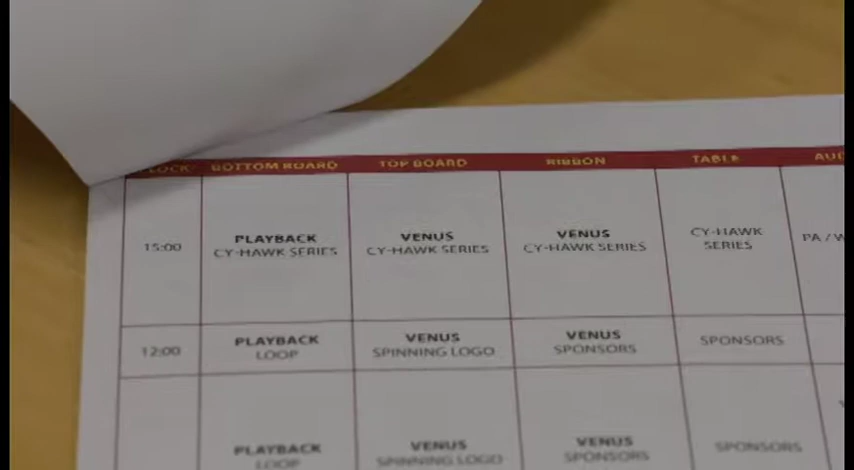 CLOCK BOTTOM BOARD TOP BOARD RIBBON TABLE
15:00 PLAYBACK VENUS VENUS CY-HAWK
CY-HAWK SERIES CY-HAWK SERIES CY-HAWK SERIES SERIES PA /
12:00 PLAYBACK VENUS VENUS SPONSORS
LOOP SPINNING LOGO SPONSORS
PLAYBACK VENUS VENUS SPONSORS
LOOP SPINNING LOGO SPONSORS